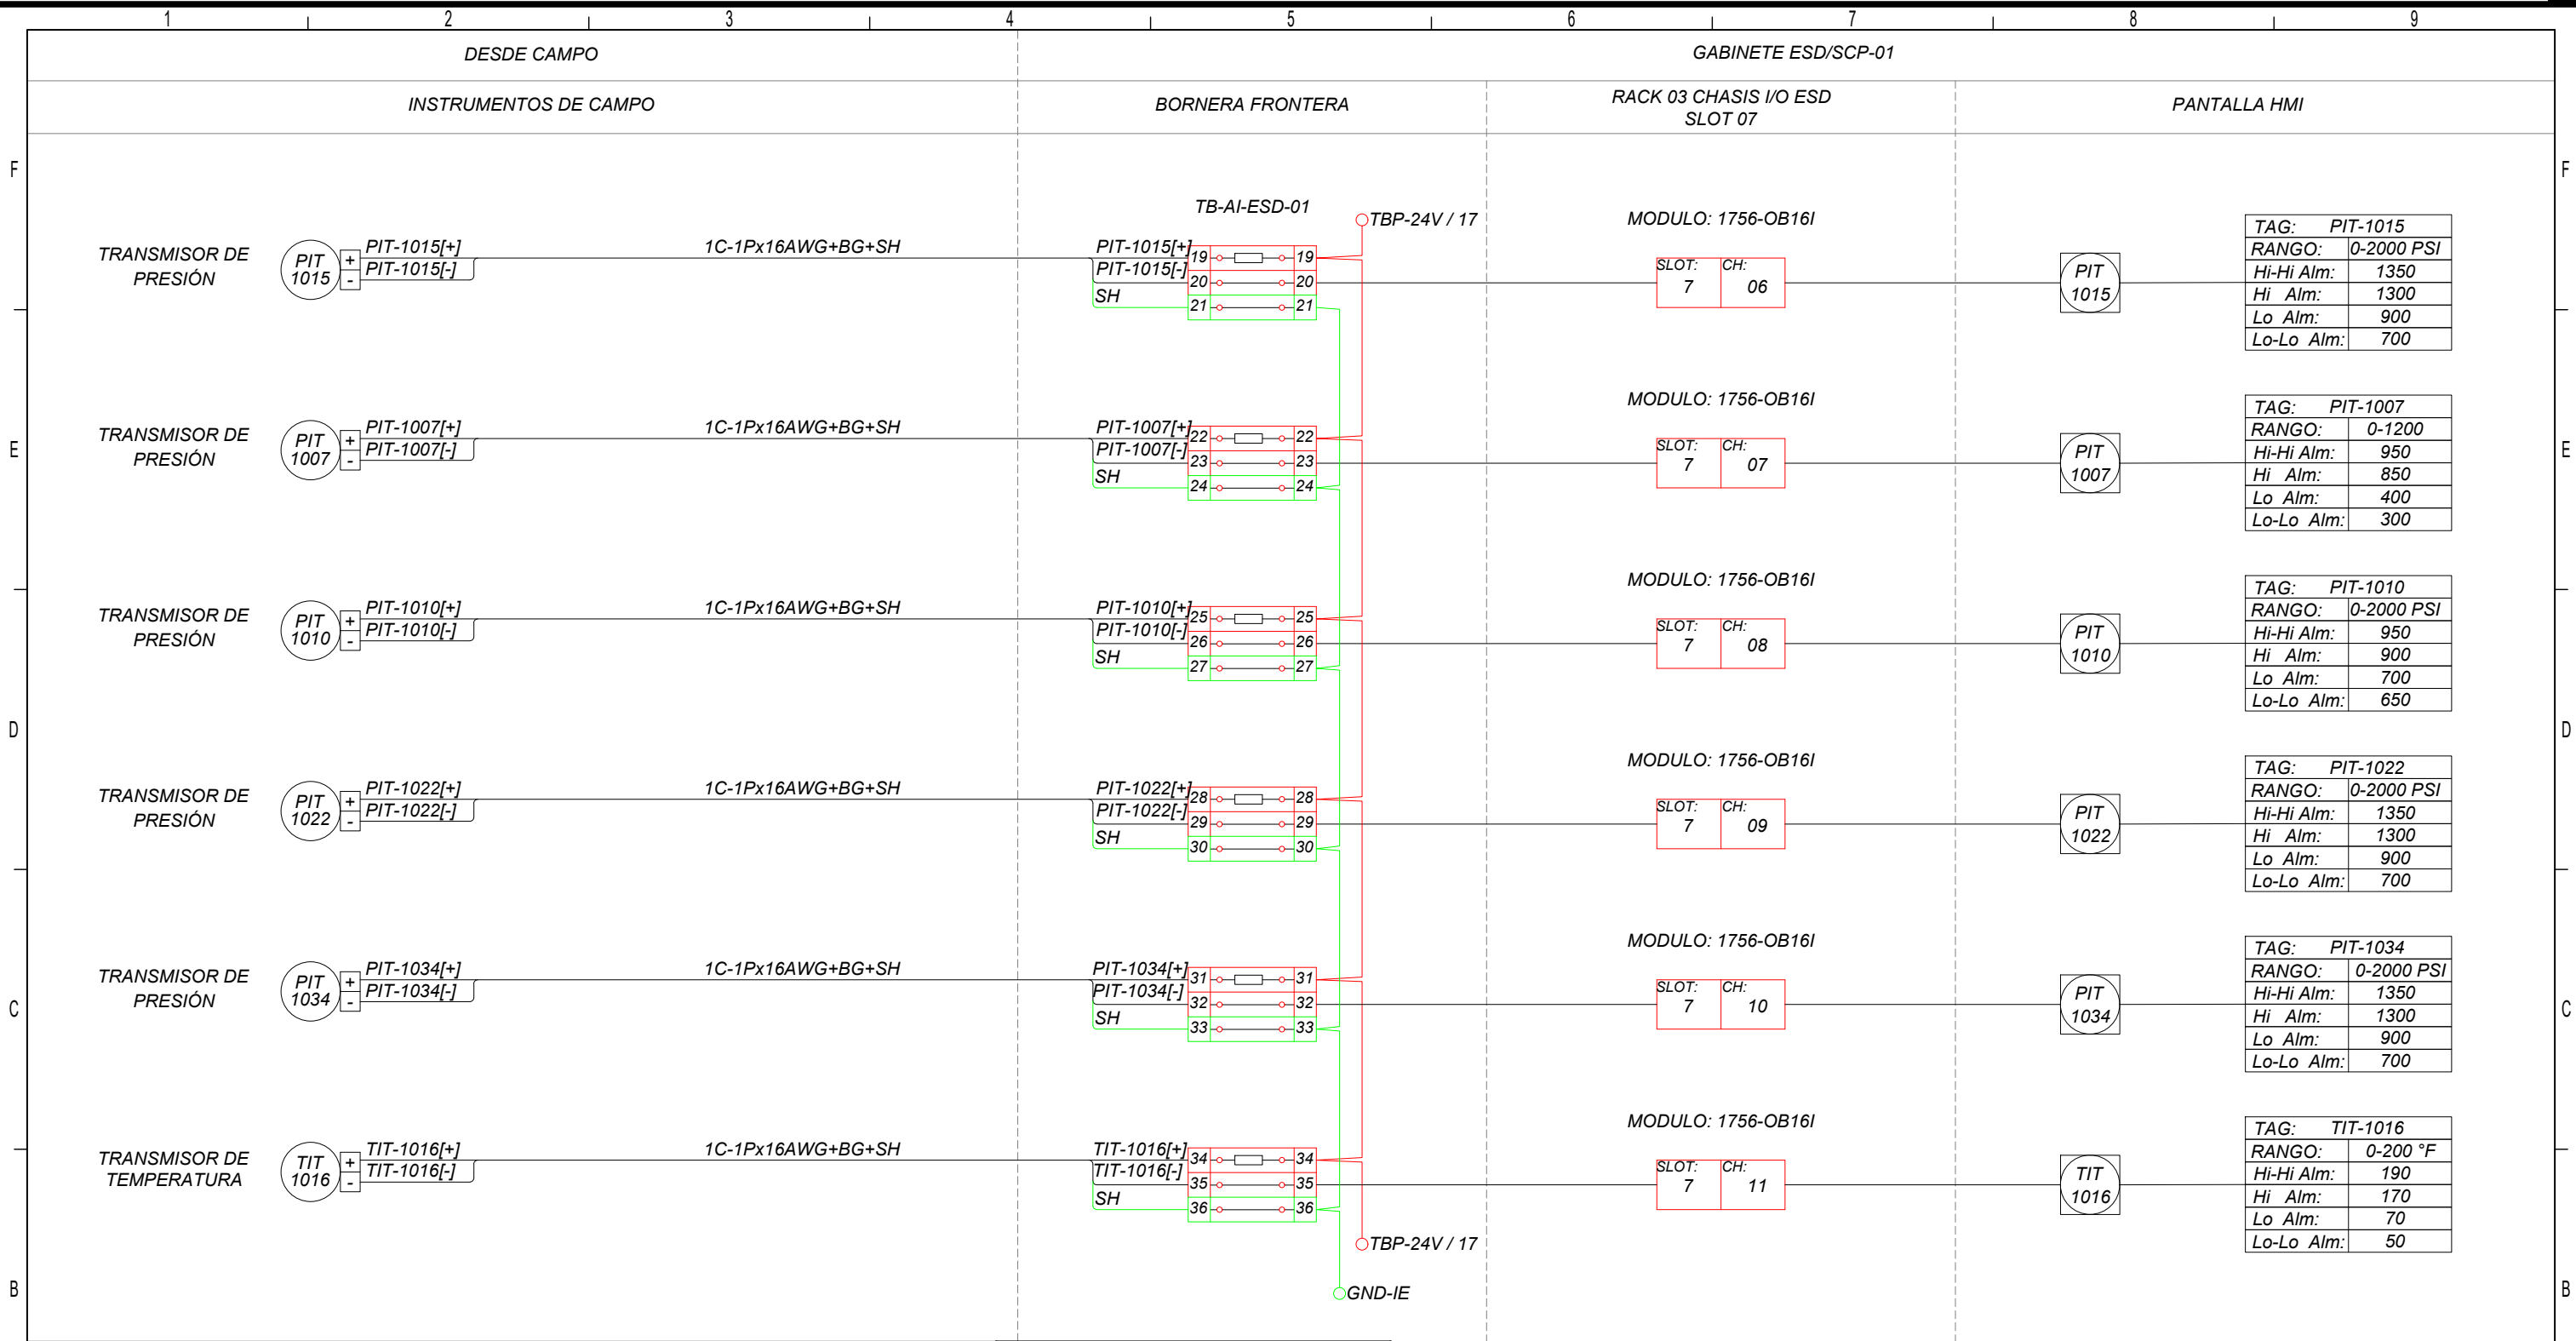 1 2 3 4 5 6 7 8 9
DESDE CAMPO
GABINETE ESD/SCP-01
INSTRUMENTOS DE CAMPO
BORNERA FRONTERA
RACK 03 CHASIS I/O ESD
SLOT 07
PANTALLA HMI
F
F
TB-AI-ESD-01
TBP-24V / 17
TRANSMISOR DE
PRESIÓN
PIT
1015
+
-
PIT-1015[+]
PIT-1015[-]
1C-1Px16AWG+BG+SH
PIT-1015[+]
PIT-1015[-]
SH
19 19
20 20
21 21
MODULO: 1756-OB16I
SLOT: CH:
7 06
PIT
1015
TAG: PIT-1015
RANGO: 0-2000 PSI
Hi-Hi Alm: 1350
Hi Alm: 1300
Lo Alm: 900
Lo-Lo Alm: 700
E
E
TRANSMISOR DE
PRESIÓN
PIT
1007
+
-
PIT-1007[+]
PIT-1007[-]
1C-1Px16AWG+BG+SH
PIT-1007[+]
PIT-1007[-]
SH
22 22
23 23
24 24
MODULO: 1756-OB16I
SLOT: CH:
7 07
PIT
1007
TAG: PIT-1007
RANGO: 0-1200
Hi-Hi Alm: 950
Hi Alm: 850
Lo Alm: 400
Lo-Lo Alm: 300
TRANSMISOR DE
PRESIÓN
PIT
1010
+
-
PIT-1010[+]
PIT-1010[-]
1C-1Px16AWG+BG+SH
PIT-1010[+]
PIT-1010[-]
SH
25 25
26 26
27 27
MODULO: 1756-OB16I
SLOT: CH:
7 08
PIT
1010
TAG: PIT-1010
RANGO: 0-2000 PSI
Hi-Hi Alm: 950
Hi Alm: 900
Lo Alm: 700
Lo-Lo Alm: 650
D
D
TRANSMISOR DE
PRESIÓN
PIT
1022
+
-
PIT-1022[+]
PIT-1022[-]
1C-1Px16AWG+BG+SH
PIT-1022[+]
PIT-1022[-]
SH
28 28
29 29
30 30
MODULO: 1756-OB16I
SLOT: CH:
7 09
PIT
1022
TAG: PIT-1022
RANGO: 0-2000 PSI
Hi-Hi Alm: 1350
Hi Alm: 1300
Lo Alm: 900
Lo-Lo Alm: 700
TRANSMISOR DE
PRESIÓN
PIT
1034
+
-
PIT-1034[+]
PIT-1034[-]
1C-1Px16AWG+BG+SH
PIT-1034[+]
PIT-1034[-]
SH
31 31
32 32
33 33
MODULO: 1756-OB16I
SLOT: CH:
7 10
PIT
1034
TAG: PIT-1034
RANGO: 0-2000 PSI
Hi-Hi Alm: 1350
Hi Alm: 1300
Lo Alm: 900
Lo-Lo Alm: 700
C
C
TRANSMISOR DE
TEMPERATURA
TIT
1016
+
-
TIT-1016[+]
TIT-1016[-]
1C-1Px16AWG+BG+SH
TIT-1016[+]
TIT-1016[-]
SH
34 34
35 35
36 36
MODULO: 1756-OB16I
SLOT: CH:
7 11
TIT
1016
TAG: TIT-1016
RANGO: 0-200 °F
Hi-Hi Alm: 190
Hi Alm: 170
Lo Alm: 70
Lo-Lo Alm: 50
TBP-24V / 17
B
GND-IE
B